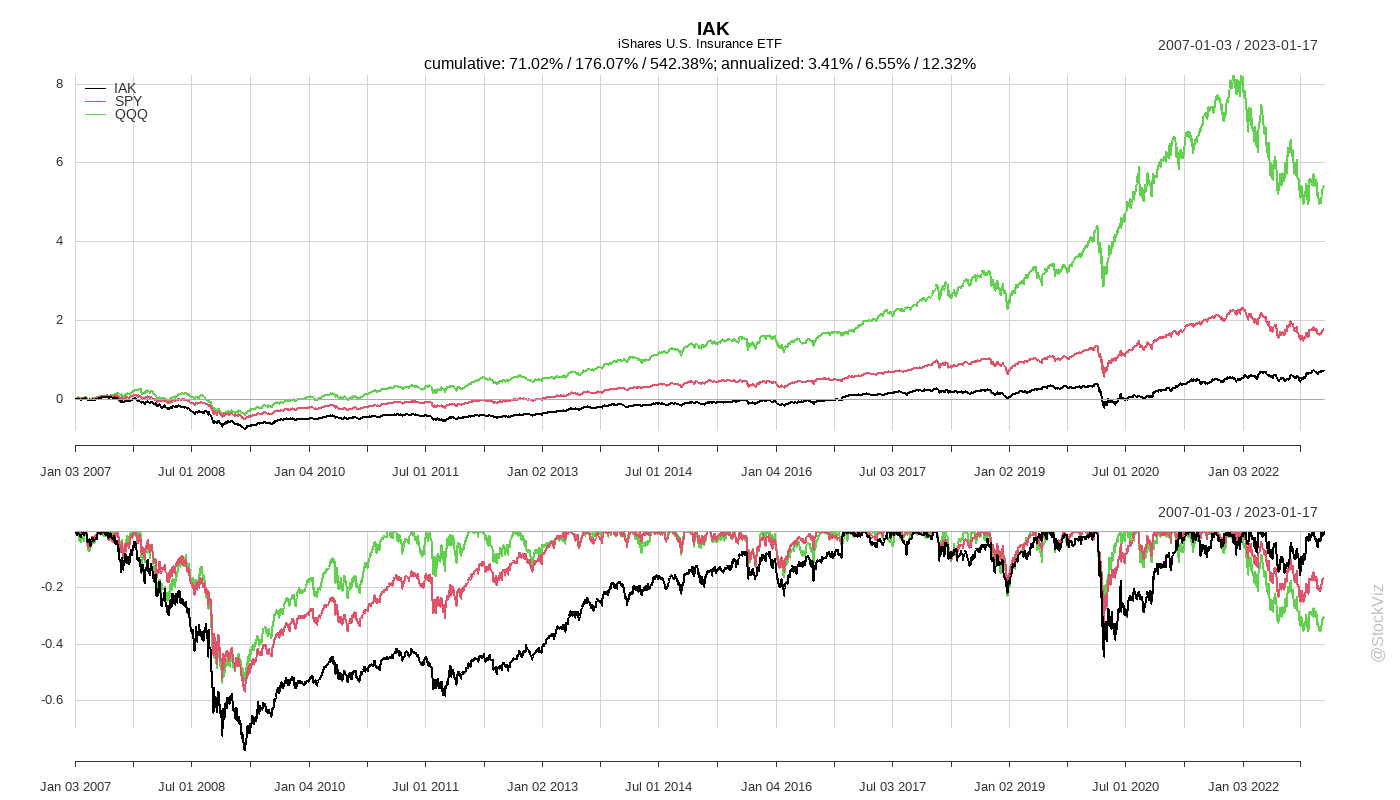 IAK
iShares U.S. Insurance ETF
2007-01-03 / 2023-01-17
cumulative: 71.02% / 176.07% / 542.38%; annualized: 3.41% / 6.55% / 12.32%
IAK
SPY
QQQ
8
6
4
2
0
Jan 03 2007 Jul 01 2008 Jan 04 2010 Jul 01 2011 Jan 02 2013 Jul 01 2014 Jan 04 2016 Jul 03 2017 Jan 02 2019 Jul 01 2020 Jan 03 2022
2007-01-03 / 2023-01-17
-0.2
-0.4
-0.6
Jan 03 2007 Jul 01 2008 Jan 04 2010 Jul 01 2011 Jan 02 2013 Jul 01 2014 Jan 04 2016 Jul 03 2017 Jan 02 2019 Jul 01 2020 Jan 03 2022
@StockViz